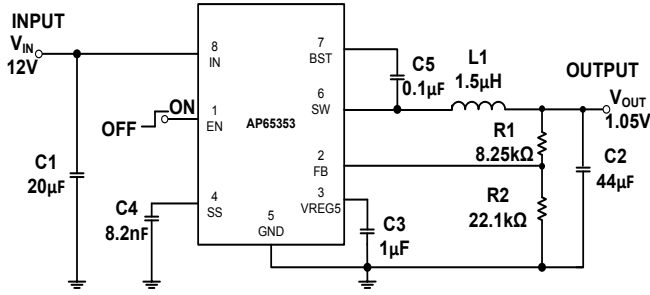 INPUT
VIN
12V
C1
20µF
OFF
ON
C4
8.2nF
8
IN
1
EN
4
SS
5
GND
AP65353
7
BST
6
SW
2
FB
3
VREG5
C5
0.1µF
L1
1.5µH
C3
1µF
R1
8.25kΩ
R2
22.1kΩ
OUTPUT
VOUT
1.05V
C2
44µF